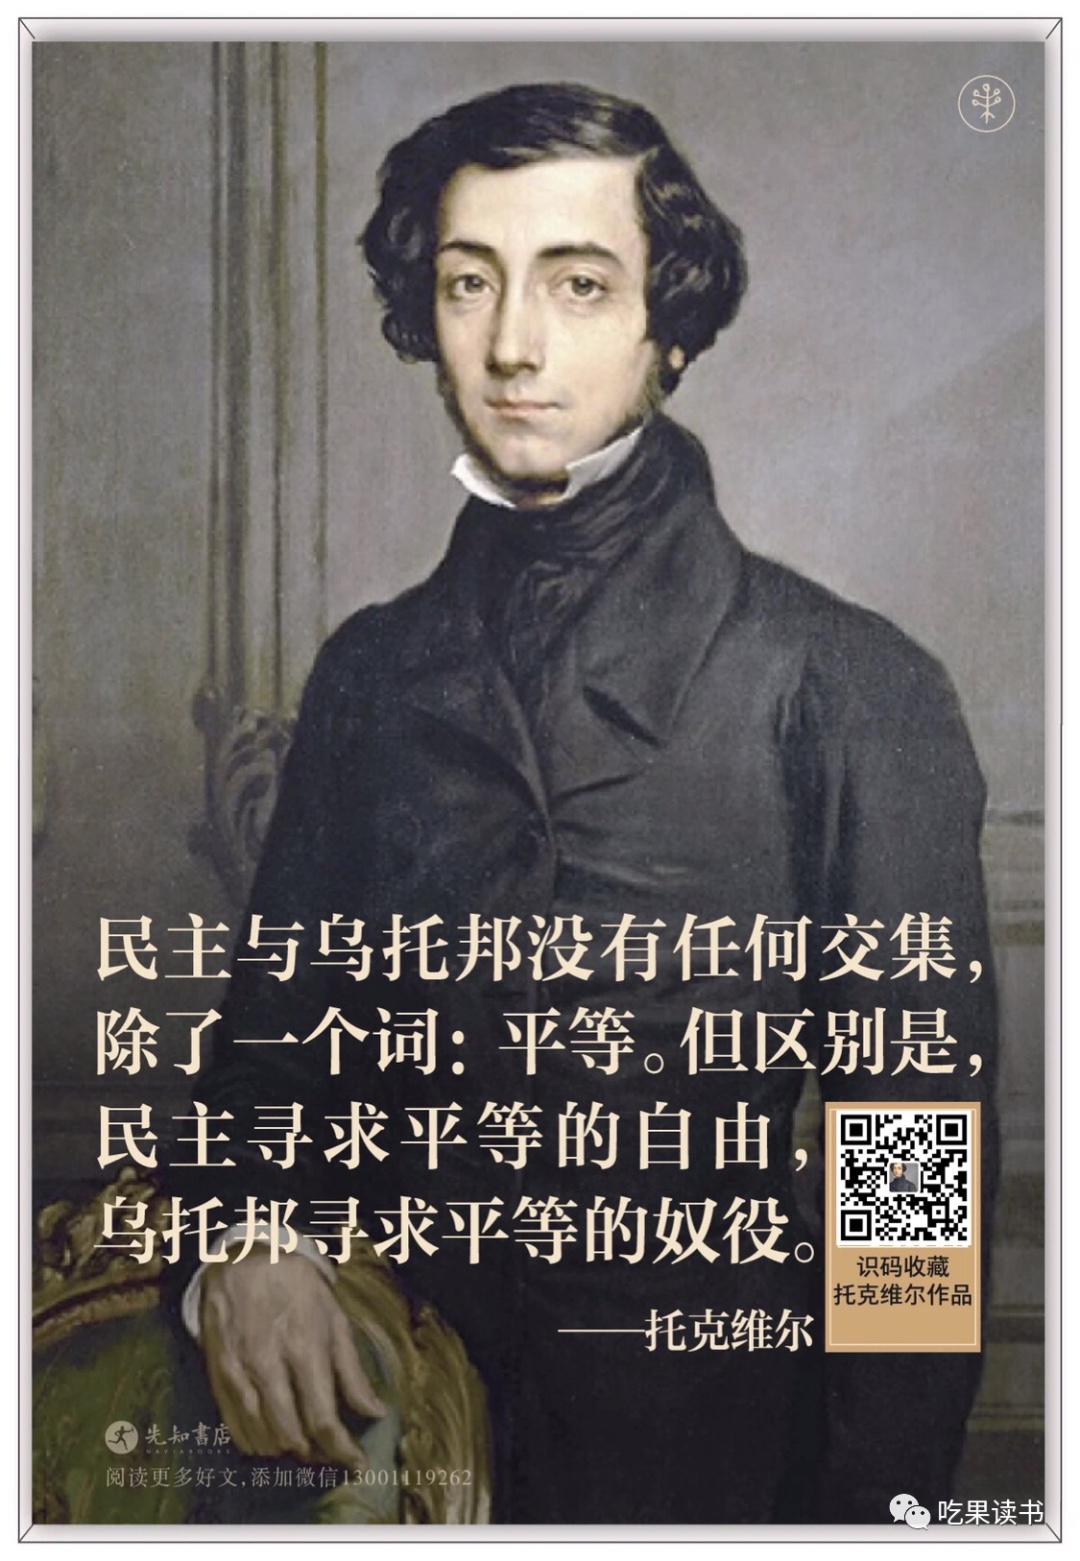 民主与乌托邦没有任何交集，
除了一个词：平等。但区别是，
民主寻求平等的自由，
乌托邦寻求平等的奴役。
——托克维尔
识码收藏
托克维尔作品
先知書店
阅读更多好文,添加微信13001119262
吃果读书